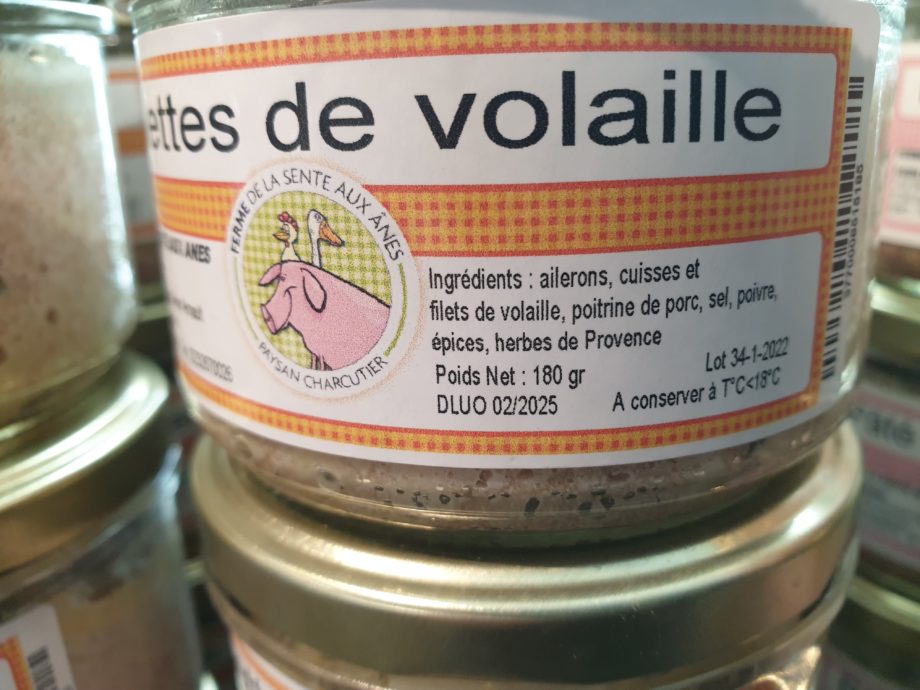 ettes de volaille
FERME DE LA SENTE AUX ÂNES
PAYSAN CHARCUTIER
ANES
Ingrédients : ailerons, cuisses et
filets de volaille, poitrine de porc, sel, poivre,
épices, herbes de Provence
Poids Net : 180 gr
Lot 34-1-2022
DLUO 02/2025
A conserver à T°C<18°C